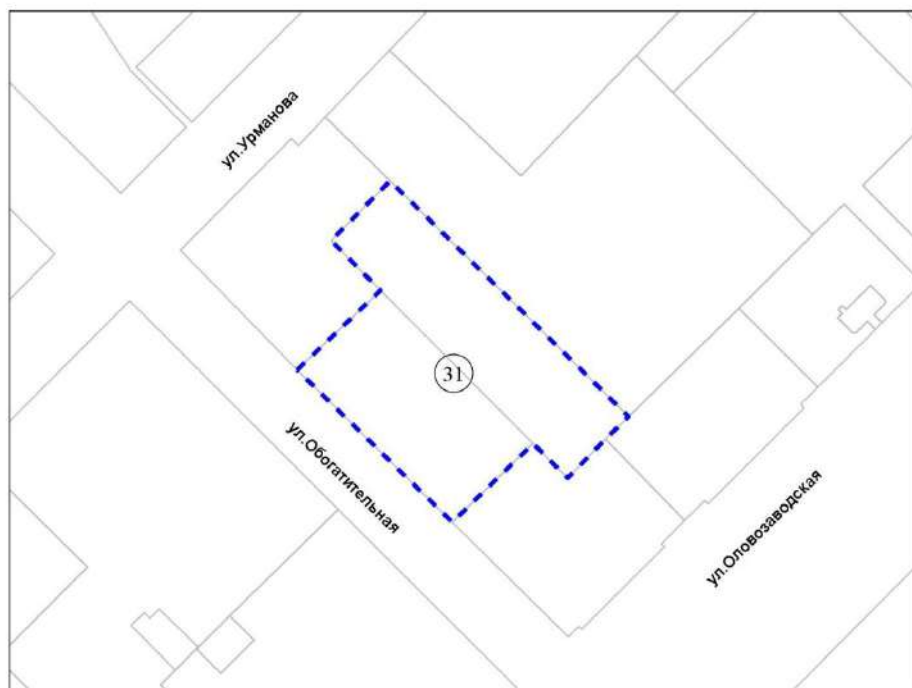 ул.Урманова
31
ул.Обогатительная
ул.Оловозаводская